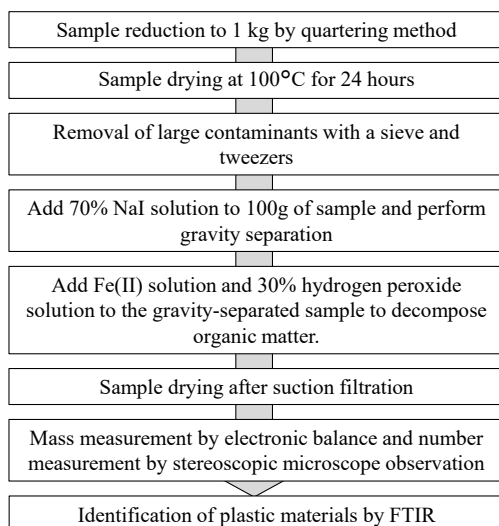 Sample reduction to 1 kg by quartering method
Sample drying at 100°C for 24 hours
Removal of large contaminants with a sieve and
tweezers
Add 70% NaI solution to 100g of sample and perform
gravity separation
Add Fe(II) solution and 30% hydrogen peroxide
solution to the gravity-separated sample to decompose
organic matter.
Sample drying after suction filtration
Mass measurement by electronic balance and number
measurement by stereoscopic microscope observation
Identification of plastic materials by FTIR